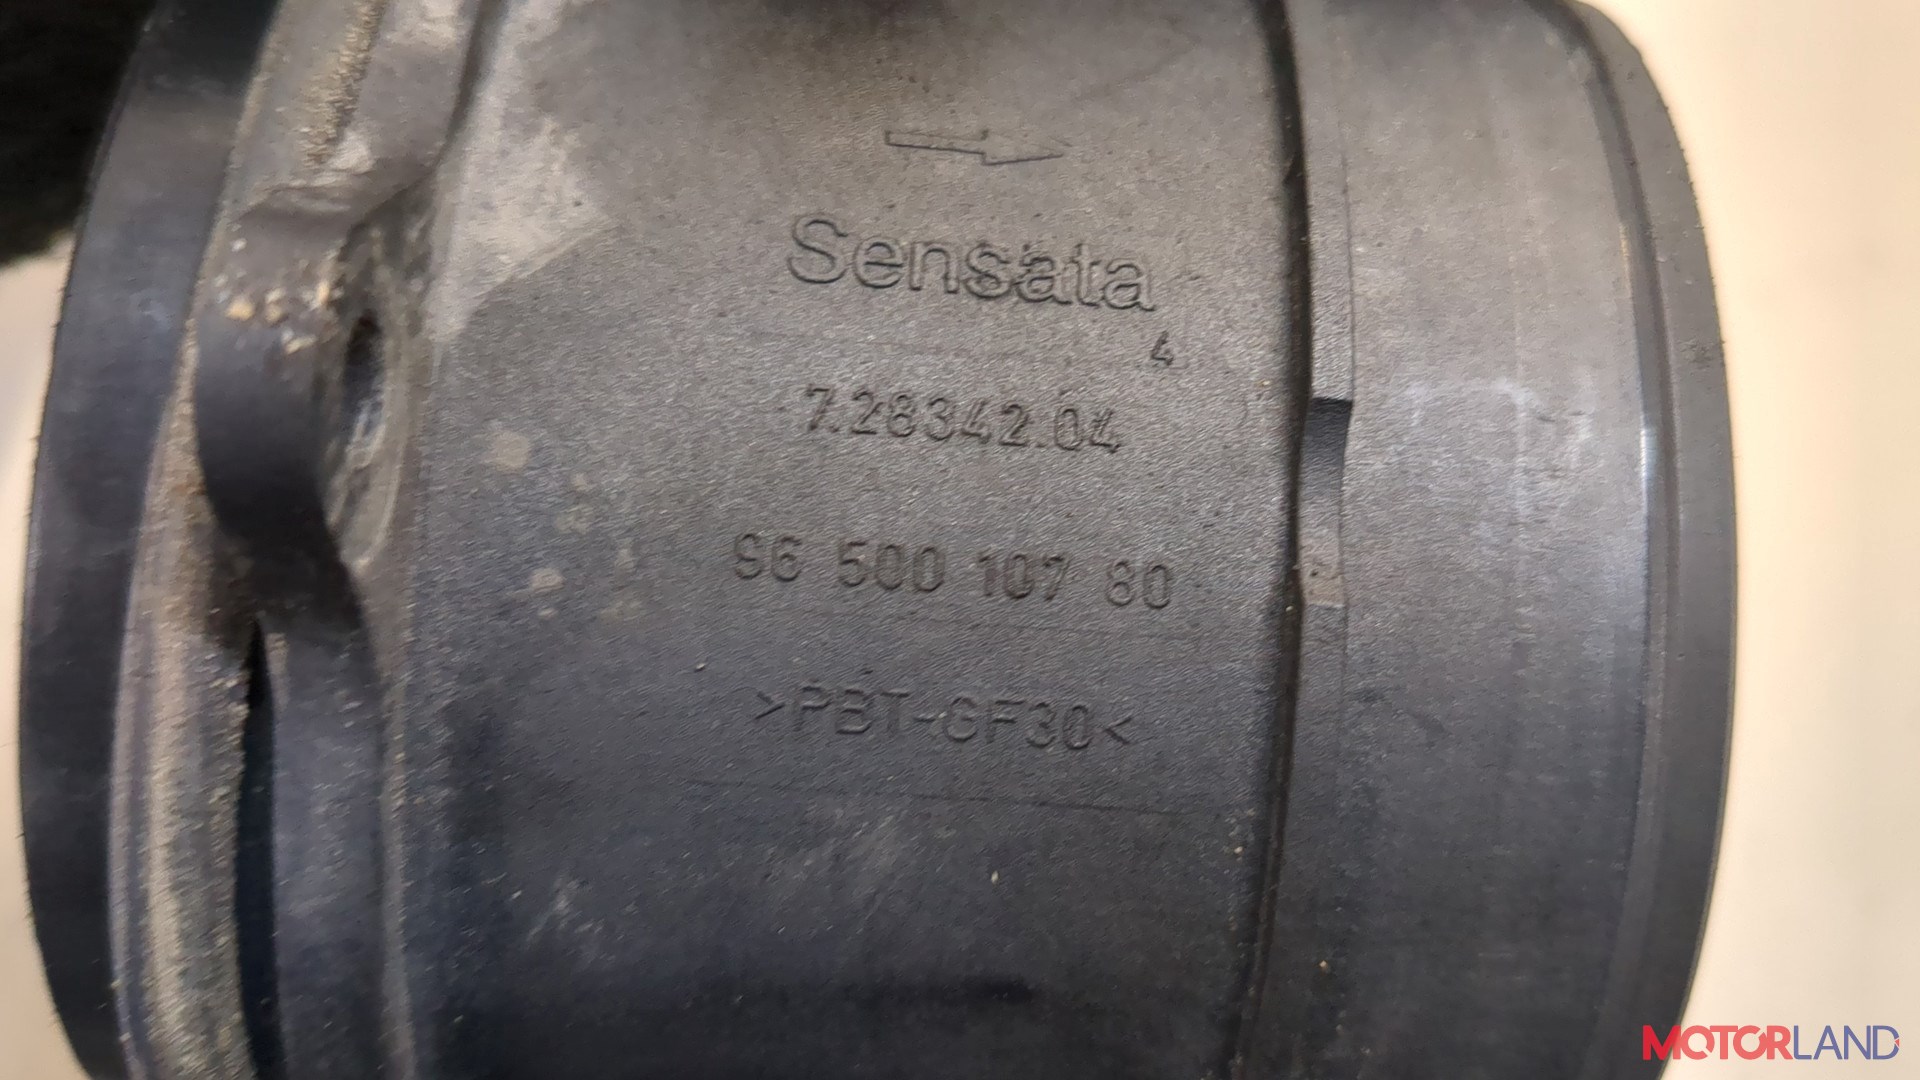 Sensata
4
7.28342.04
96 500 107 80
>PBT-GF30<
MOTORLAND